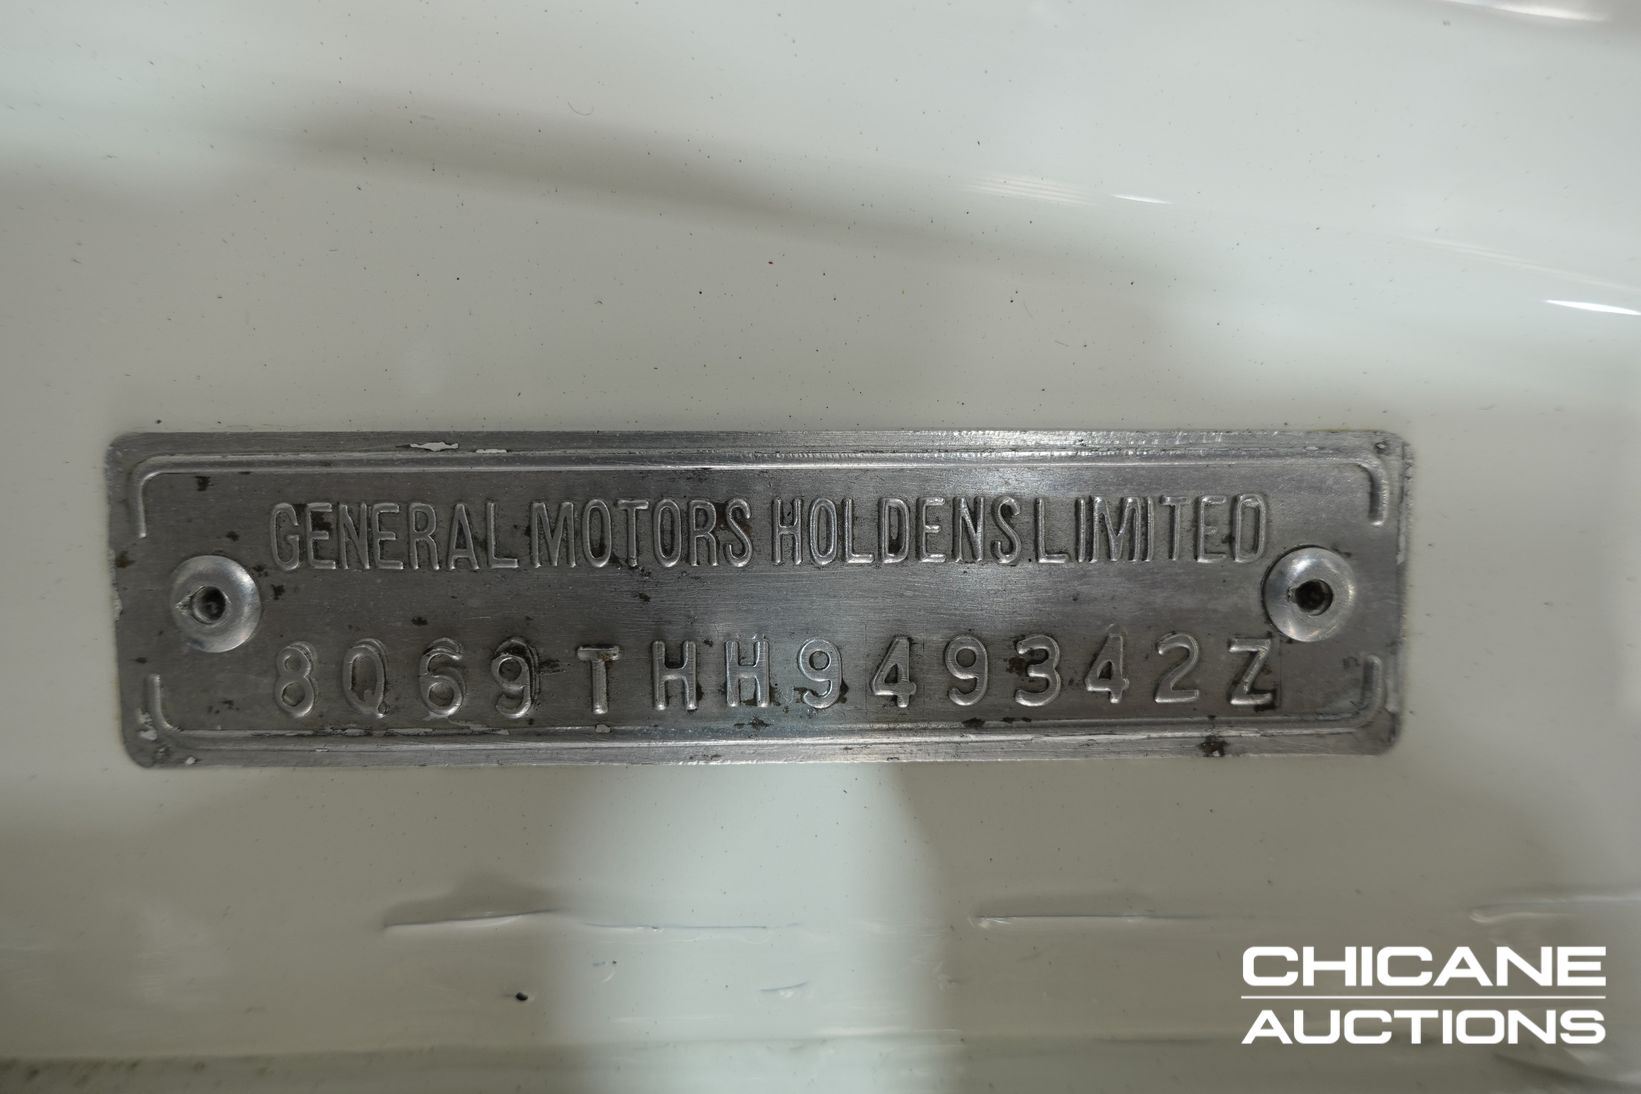 GENERAL MOTORS HOLDENS LIMITED
8Q69THH949342Z
CHICANE
AUCTIONS